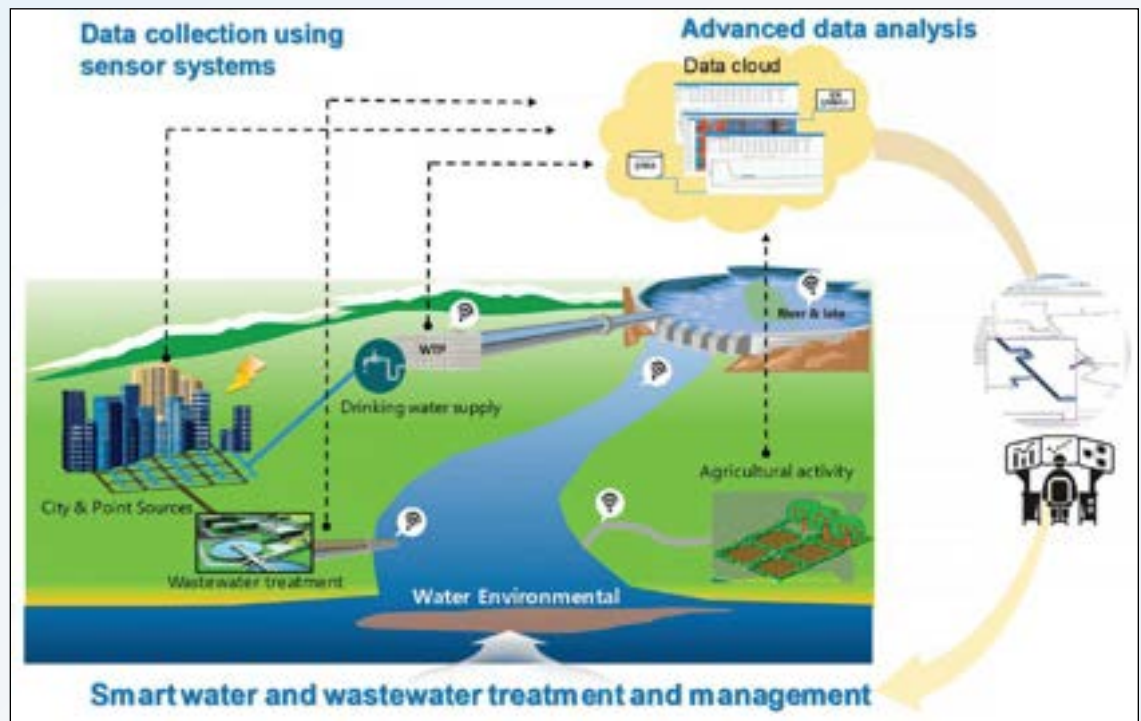 Data collection using
sensor systems
Advanced data analysis
Data cloud
River & lake
WTP
Drinking water supply
Agricultural activity
City & Point Sources
Wastewater treatment
Water Environmental
Smart water and wastewater treatment and management